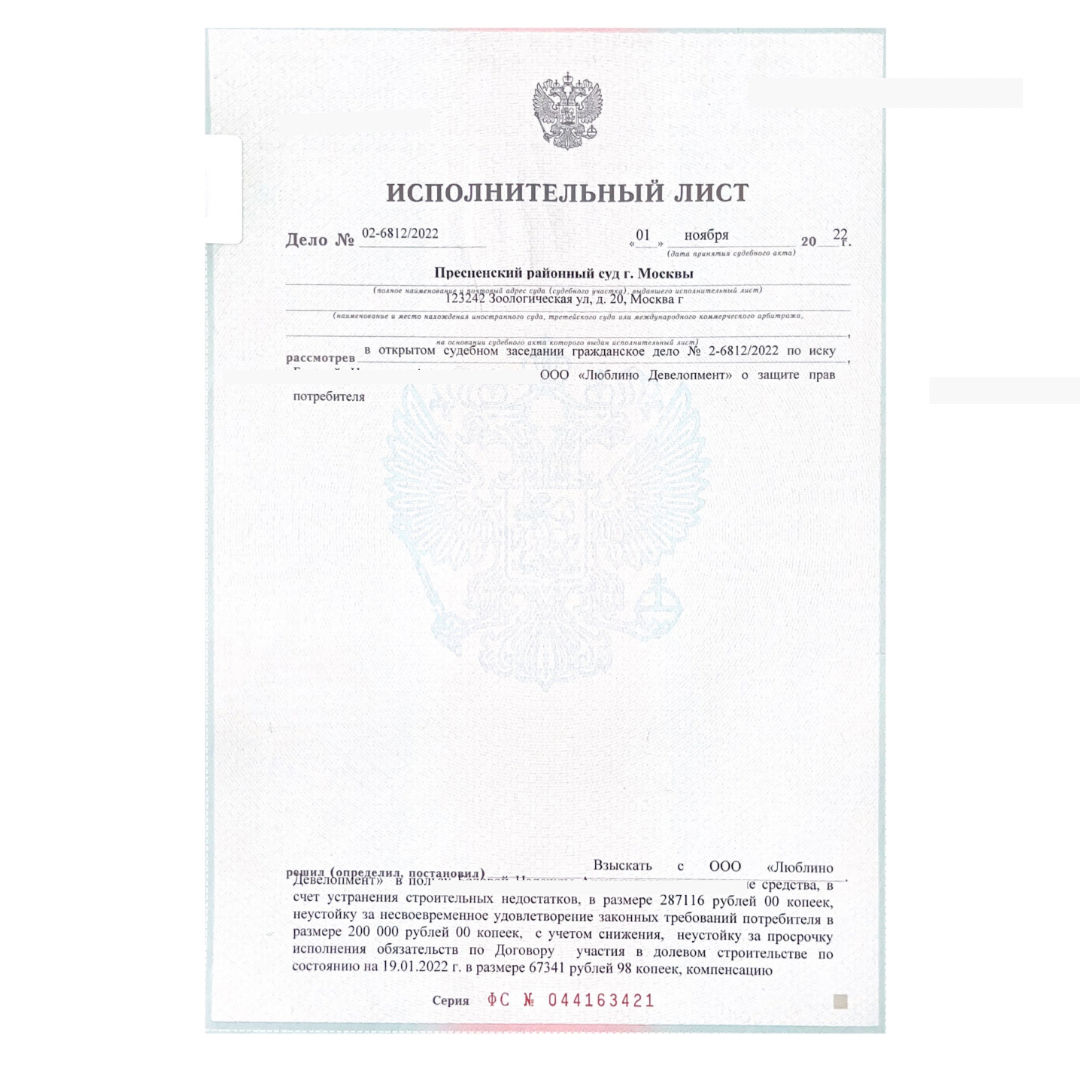 ИСПОЛНИТЕЛЬНЫЙ ЛИСТ
Дело № 02-6812/2022 «01» ноября 2022 г.
(дата принятия судебного акта)
Пресненский районный суд г. Москвы
(полное наименование и почтовый адрес суда (судебного участка), выдавшего исполнительный лист)
123242 Зоологическая ул, д. 20, Москва г
(наименование и место нахождения иностранного суда, третейского суда или международного коммерческого арбитража,
на основании судебного акта которого выдан исполнительный лист)
рассмотрев в открытом судебном заседании гражданское дело № 2-6812/2022 по иску
ООО «Люблино Девелопмент» о защите прав
потребителя
решил (определил, постановил) Взыскать с ООО «Люблино
Девелопмент» в средства, в
счет устранения строительных недостатков, в размере 287116 рублей 00 копеек,
неустойку за несвоевременное удовлетворение законных требований потребителя в
размере 200 000 рублей 00 копеек, с учетом снижения, неустойку за просрочку
исполнения обязательств по Договору участия в долевом строительстве по
состоянию на 19.01.2022 г. в размере 67341 рублей 98 копеек, компенсацию
Серия ФС № 044163421